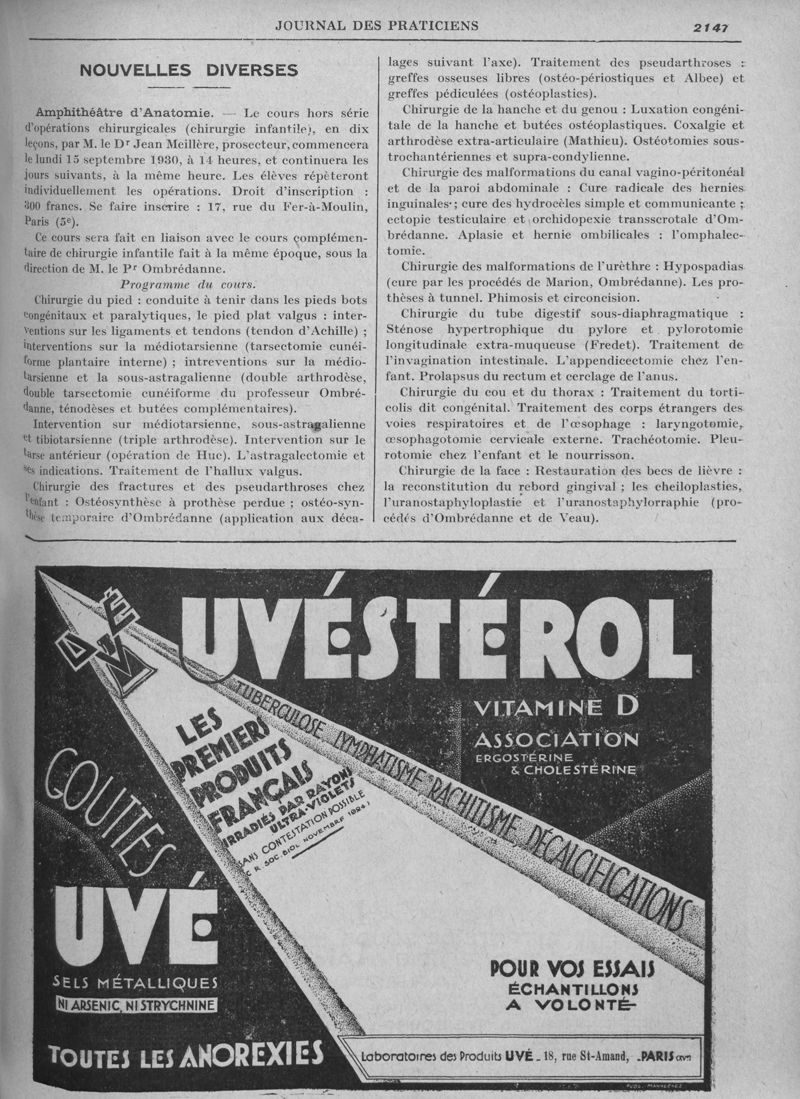 JOURNAL DES PRATICIENS
2147
NOUVELLES DIVERSES
Amphithéâtre d'Anatomie. — Le cours hors série
d'opérations chirurgicales (chirurgie infantile), en dix
leçons, par M. le Dr Jean Meillère, prosecteur, commencera
le lundi 15 septembre 1930, à 14 heures, et continuera les
jours suivants, à la même heure. Les élèves répèteront
individuellement les opérations. Droit d'inscription :
300 francs. Se faire inscrire : 17, rue du Fer-à-Moulin,
Paris (5e).
Ce cours sera fait en liaison avec le cours complémen-
taire de chirurgie infantile fait à la même époque, sous la
direction de M. le Pr Ombrédanne.
Programme du cours.
Chirurgie du pied : conduite à tenir dans les pieds bots
congénitaux et paralytiques, le pied plat valgus : inter-
ventions sur les ligaments et tendons (tendon d'Achille) ;
interventions sur la médiotarsienne (tarsectomie cunéi-
forme plantaire interne) ; intreventions sur la médio-
tarsienne et la sous-astragalienne (double arthrodèse,
double tarsectomie cunéiforme du professeur Ombré-
danne, ténodèses et butées complémentaires).
Intervention sur médiotarsienne, sous-astragalienne
et tibiotarsienne (triple arthrodèse). Intervention sur le
tarse antérieur (opération de Huc). L'astragalectomie et
ses indications. Traitement de l'hallux valgus.
Chirurgie des fractures et des pseudarthroses chez
l'enfant : Ostéosynthèse à prothèse perdue ; ostéo-syn-
thèse temporaire d'Ombrédanne (application aux déca-
lages suivant l'axe). Traitement des pseudarthroses :
greffes osseuses libres (ostéo-périostiques et Albee) et
greffes pédiculées (ostéoplasties).
Chirurgie de la hanche et du genou : Luxation congéni-
tale de la hanche et butées ostéoplastiques. Coxalgie et
arthrodèse extra-articulaire (Mathieu). Ostéotomies sous-
trochantériennes et supra-condylienne.
Chirurgie des malformations du canal vagino-péritonéal
et de la paroi abdominale : Cure radicale des hernies
inguinales ; cure des hydrocèles simple et communicante ;
ectopie testiculaire et orchidopexie transscrotale d'Om-
brédanne. Aplasie et hernie ombilicales : l'omphalec-
tomie.
Chirurgie des malformations de l'urèthre : Hypospadias
(cure par les procédés de Marion, Ombrédanne). Les pro-
thèses à tunnel. Phimosis et circoncision.
Chirurgie du tube digestif sous-diaphragmatique :
Sténose hypertrophique du pylore et pylorotomie
longitudinale extra-muqueuse (Fredet). Traitement de
l'invagination intestinale. L'appendicectomie chez l'en-
fant. Prolapsus du rectum et cerclage de l'anus.
Chirurgie du cou et du thorax : Traitement du torti-
colis dit congénital. Traitement des corps étrangers des
voies respiratoires et de l'œsophage : laryngotomie,
œsophagotomie cervicale externe. Trachéotomie. Pleu-
rotomie chez l'enfant et le nourrisson.
Chirurgie de la face : Restauration des becs de lièvre :
la reconstitution du rebord gingival ; les cheiloplasties,
l'uranostaphyloplastie et l'uranostaphylorraphie (pro-
cédés d'Ombrédanne et de Veau).
UVÉSTÉROL
VITAMINE D
ASSOCIATION
ERGOSTÉRINE
& CHOLESTÉRINE
TUBERCULOSE LYMPHATISME RACHITISME DÉCALCIFICATIONS
LES
PREMIERS
PRODUITS
FRANÇAIS
IRRADIÉS PAR RAYONS
ULTRA-VIOLETS
SANS CONTESTATION POSSIBLE
C. R. SOC. BIOL. NOVEMBRE 1924
GOUTTES
UVÉ
SELS MÉTALLIQUES
NI ARSENIC, NI STRYCHNINE
TOUTES LES ANOREXIES
POUR VOS ESSAIS
ÉCHANTILLONS
A VOLONTÉ
Laboratoires des Produits UVÉ - 18, rue St-Amand, - PARIS (XVe)